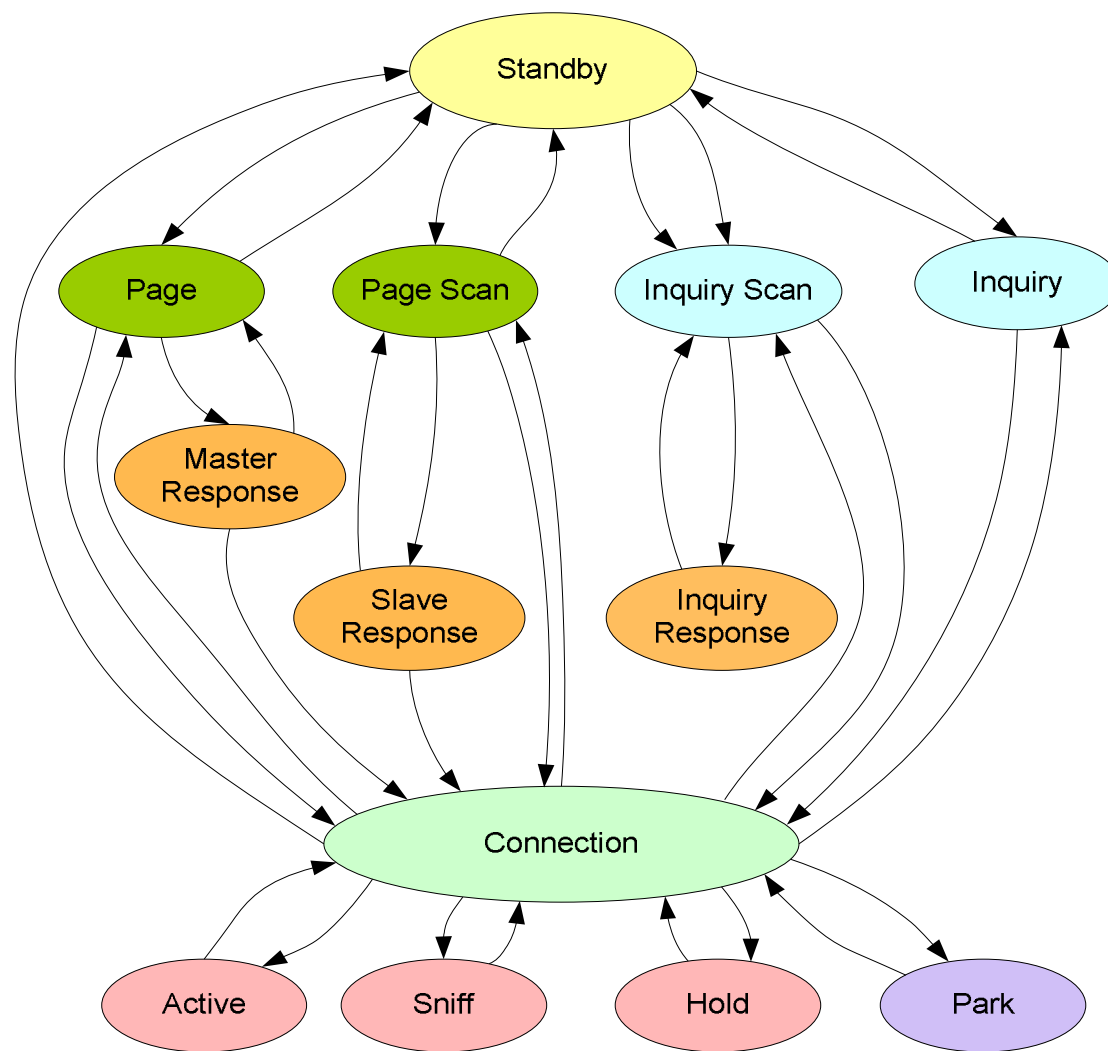 Standby
Page
Page Scan
Inquiry Scan
Inquiry
Master
Response
Slave
Response
Inquiry
Response
Connection
Active
Sniff
Hold
Park